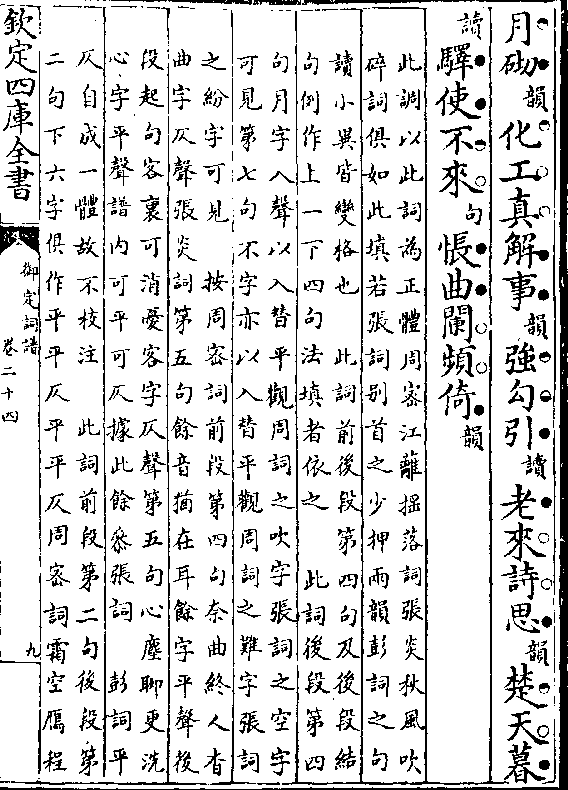 月砌韻化工真解事韻強勾引讀老來詩思韻楚天暮
讀驛使不來句悵曲闌頻倚韻
此調以此詞為正體周密江蘺揺落詞張炎秋風吹
碎詞俱如此填若張詞别首之少押兩韻彭詞之句
讀小異皆變格也　此詞前後段第四句及後段結
句例作上一下四句法填者依之　此詞後段第四
句月字入聲以入替平觀周詞之吹字張詞之空字
可見第七句不字亦以入替平觀周詞之難字張詞
之紛字可見　按周密詞前段第四句奈曲終人杳
曲字仄聲張炎詞第五句餘音猶在耳餘字平聲後
段起句客裏可消憂客字仄聲第五句心塵聊更洗
心字平聲譜内可平可仄據此餘叅張詞　彭詞平
仄自成一體故不校注　此詞前段第二句後段第
二句下六字俱作平平仄平平仄周密詞霜空鴈程
欽定四庫全書
御定詞譜
卷二十四
九